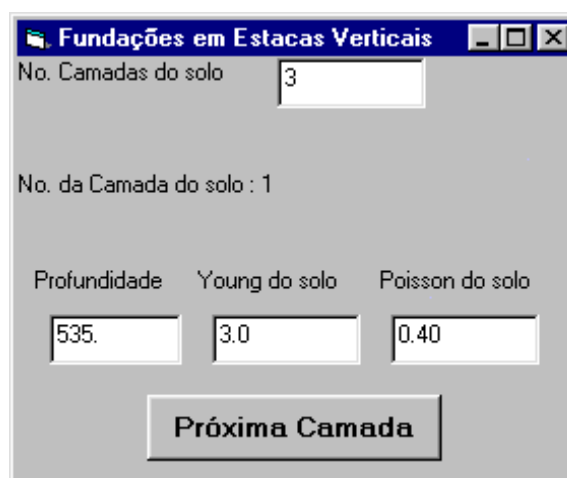 Fundações em Estacas Verticais
No. Camadas do solo 3
No. da Camada do solo : 1
Profundidade Young do solo Poisson do solo
535. 3.0 0.40
Próxima Camada